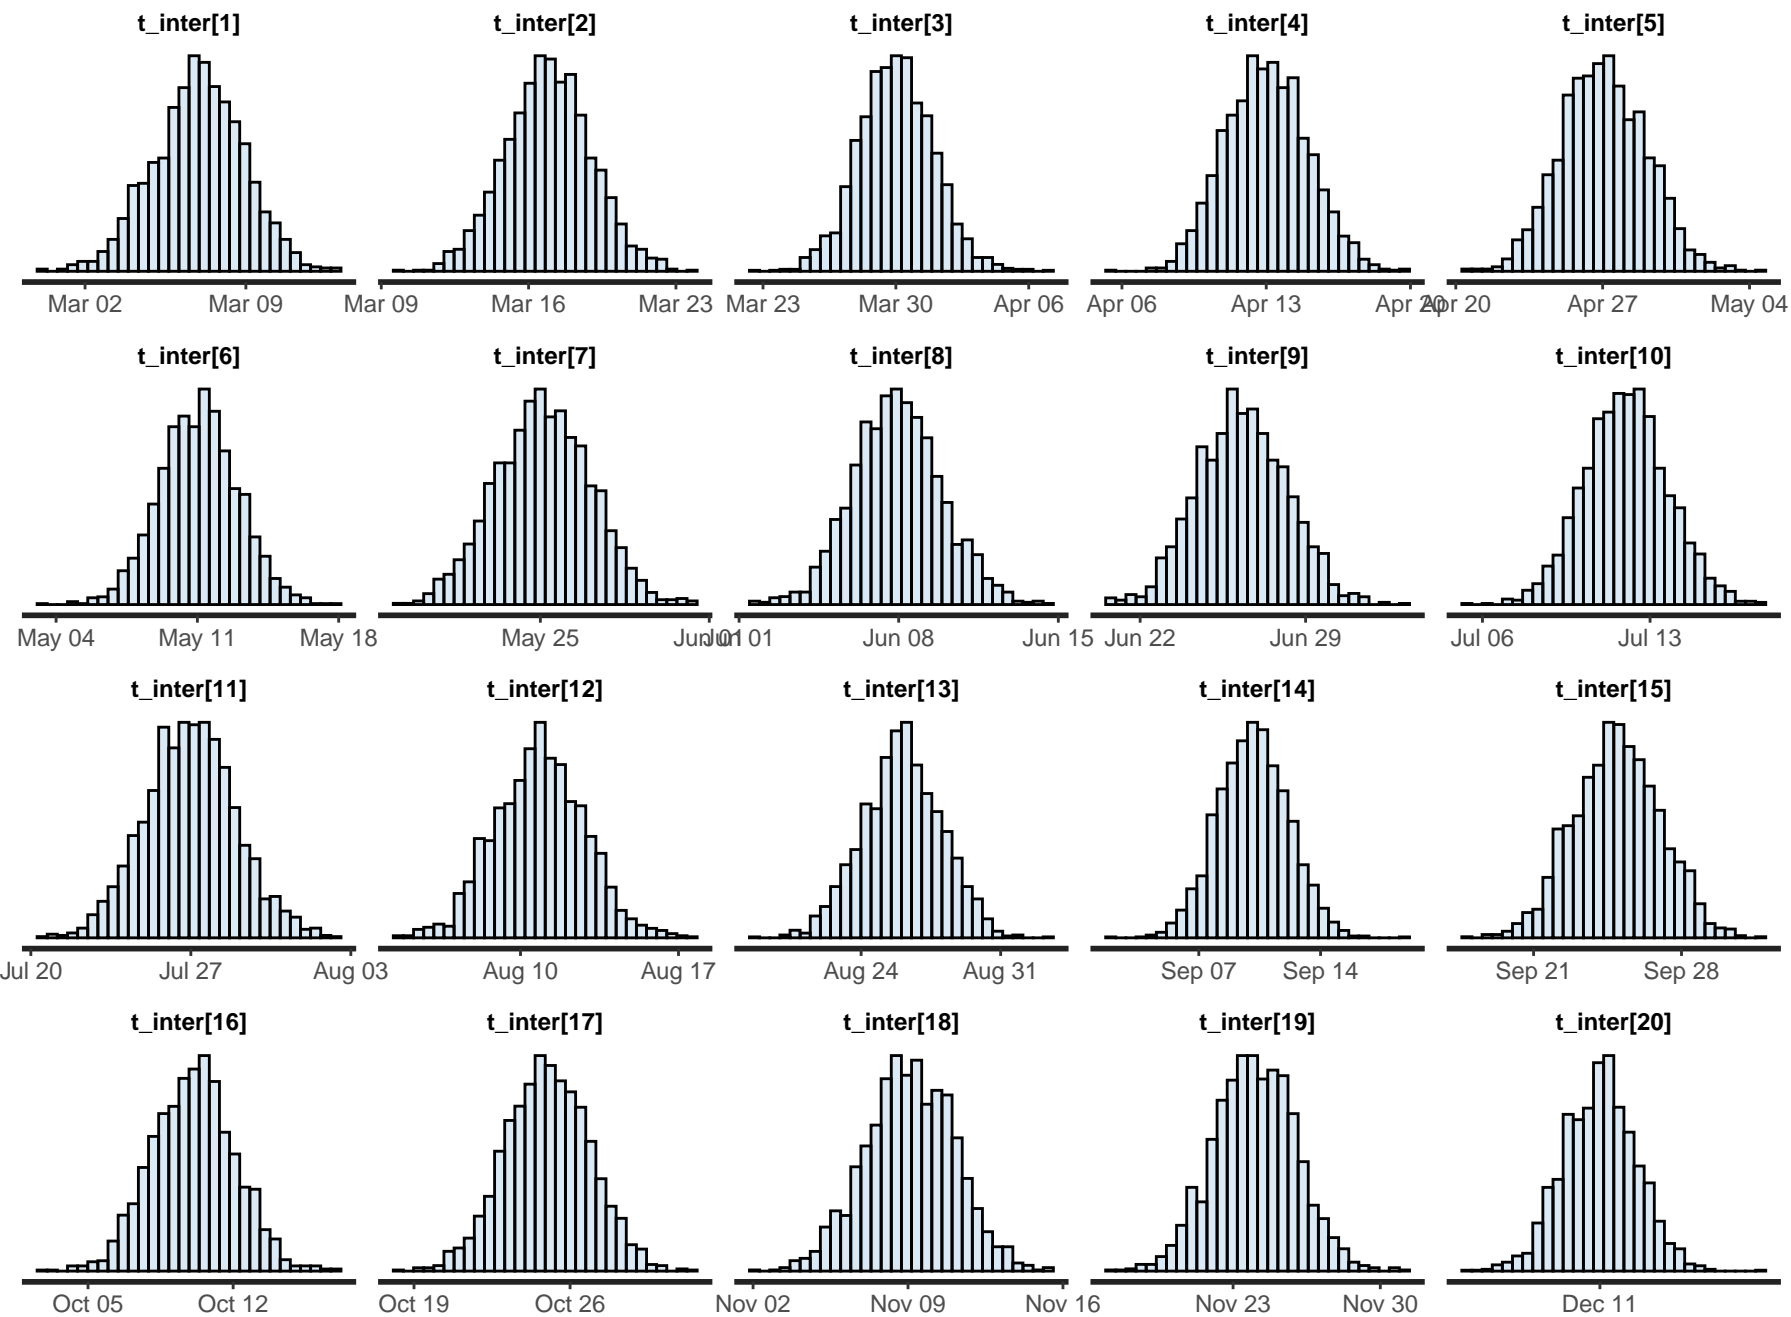 t_inter[1] t_inter[2] t_inter[3] t_inter[4] t_inter[5]
Mar 02 Mar 09 Mar 09 Mar 16 Mar 23 Mar 23 Mar 30 Apr 06 Apr 06 Apr 13 Apr 20 Apr 20 Apr 27 May 04
t_inter[6] t_inter[7] t_inter[8] t_inter[9] t_inter[10]
May 04 May 11 May 18 May 25 Jun 01 Jun 01 Jun 08 Jun 15 Jun 22 Jun 29 Jul 06 Jul 13
t_inter[11] t_inter[12] t_inter[13] t_inter[14] t_inter[15]
Jul 20 Jul 27 Aug 03 Aug 10 Aug 17 Aug 24 Aug 31 Sep 07 Sep 14 Sep 21 Sep 28
t_inter[16] t_inter[17] t_inter[18] t_inter[19] t_inter[20]
Oct 05 Oct 12 Oct 19 Oct 26 Nov 02 Nov 09 Nov 16 Nov 23 Nov 30 Dec 11